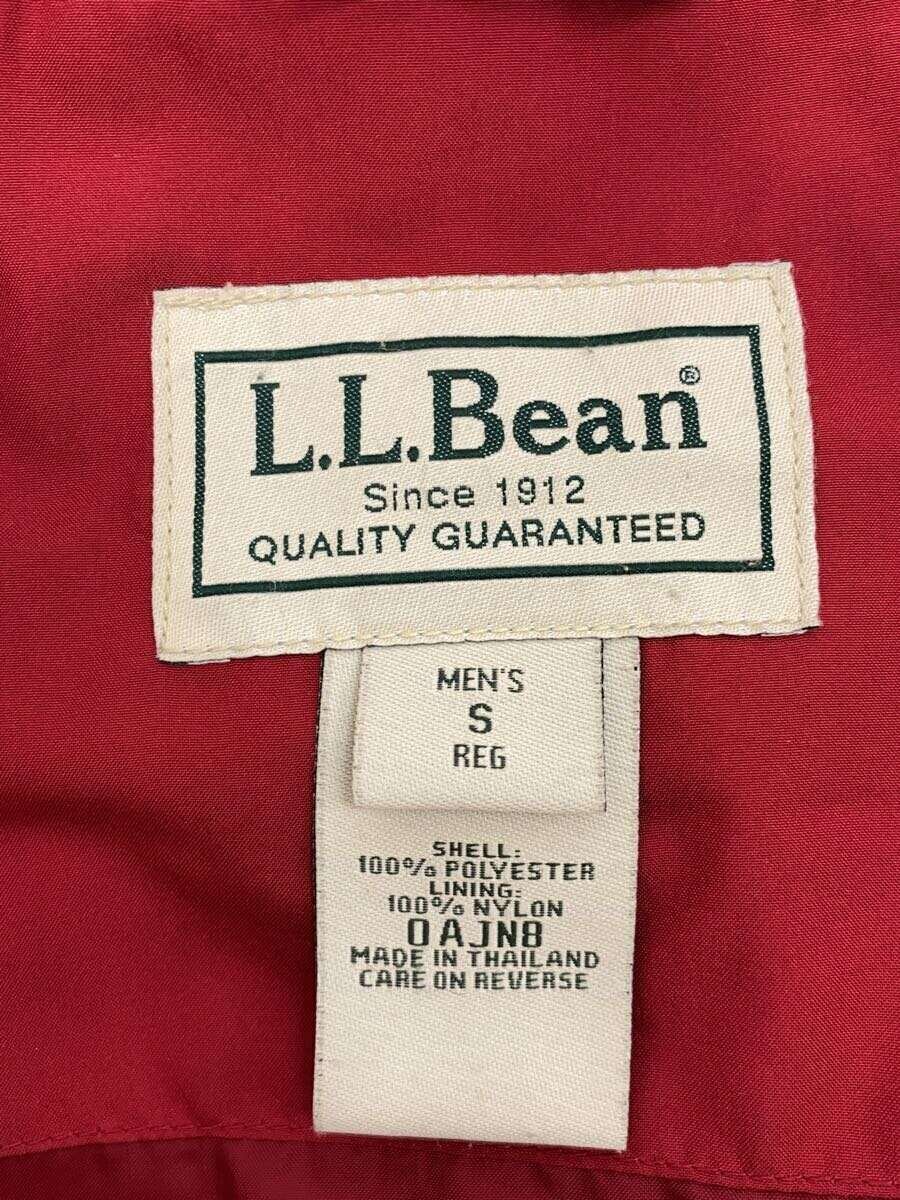 L.L.Bean®
Since 1912
QUALITY GUARANTEED
MEN'S
S
REG
SHELL:
100% POLYESTER
LINING:
100% NYLON
0AJN8
MADE IN THAILAND
CARE ON REVERSE